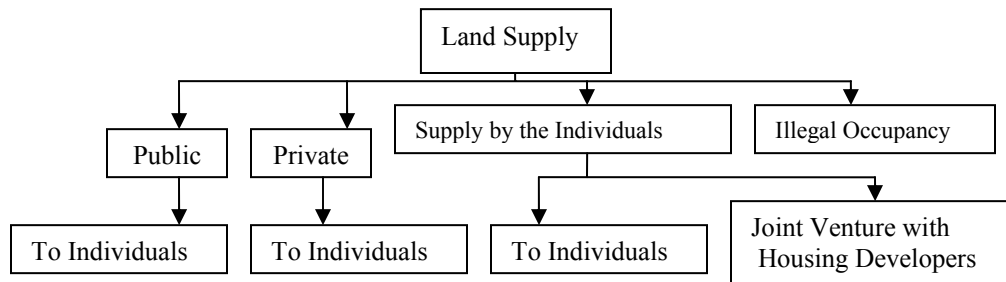 Land Supply
Public
Private
Supply by the Individuals
Illegal Occupancy
To Individuals
To Individuals
To Individuals
Joint Venture with
Housing Developers